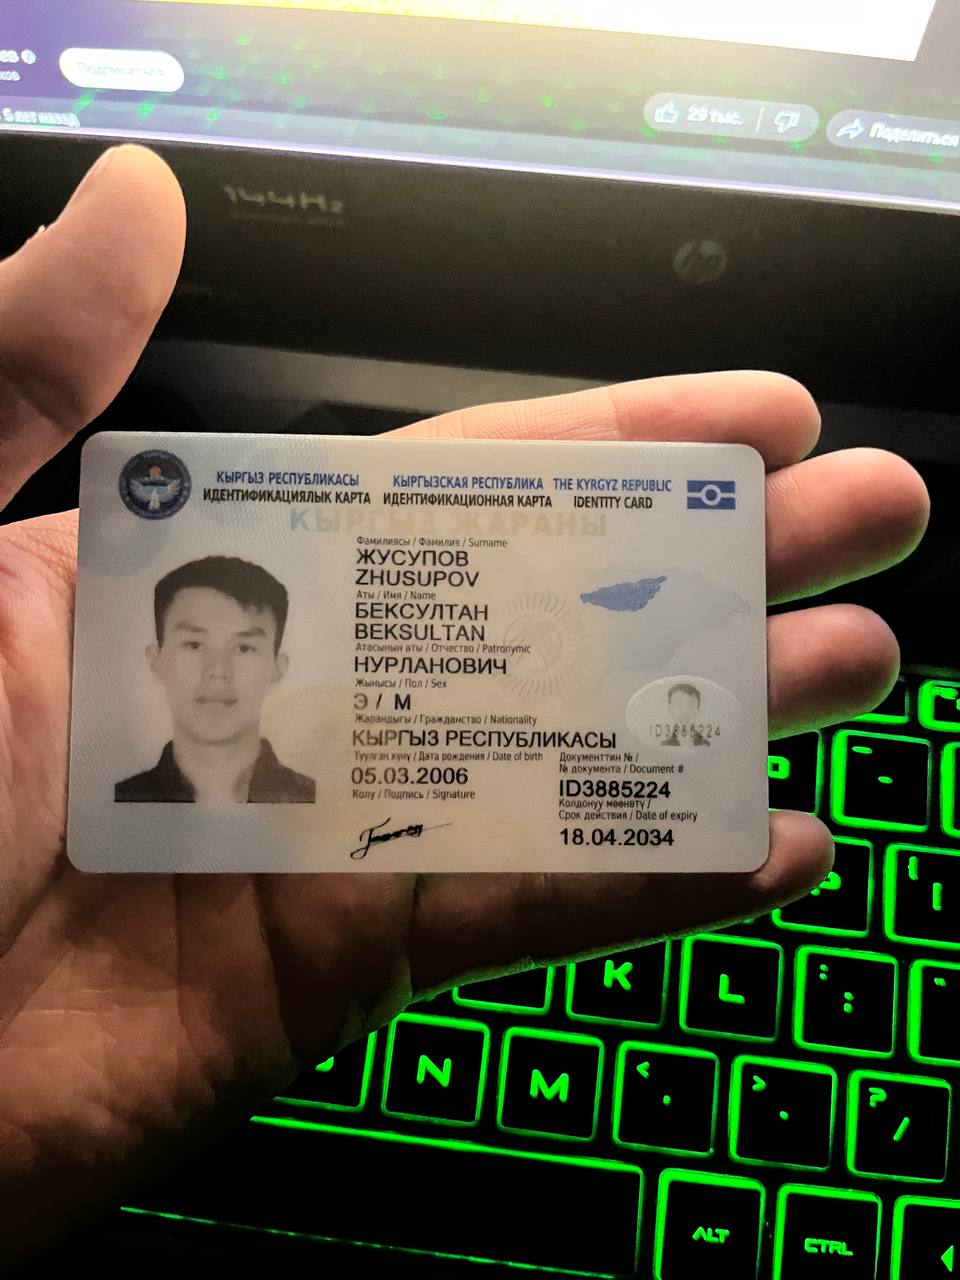 Подписаться
5 лет назад
29 тыс.
Поделиться
144Hz
hp
КЫРГЫЗ РЕСПУБЛИКАСЫ КЫРГЫЗСКАЯ РЕСПУБЛИКА THE KYRGYZ REPUBLIC
ИДЕНТИФИКАЦИЯЛЫК КАРТА ИДЕНТИФИКАЦИОННАЯ КАРТА IDENTITY CARD
КЫРГЫЗ ЖАРАНЫ
Фамилиясы / Фамилия / Surname
ЖУСУПОВ
ZHUSUPOV
Аты / Имя / Name
БЕКСУЛТАН
BEKSULTAN
Атасынын аты / Отчество / Patronymic
НУРЛАНОВИЧ
Жынысы / Пол / Sex
Э / М
Жарандыгы / Гражданство / Nationality
КЫРГЫЗ РЕСПУБЛИКАСЫ
Туулган күнү / Дата рождения / Date of birth
05.03.2006
Колу / Подпись / Signature
ID3885224
Документтин № /
№ документа / Document #
ID3885224
Колдонуу мөөнөтү /
Срок действия / Date of expiry
18.04.2034
P
K L : ;
N M < , > . ? /
ALT CTRL